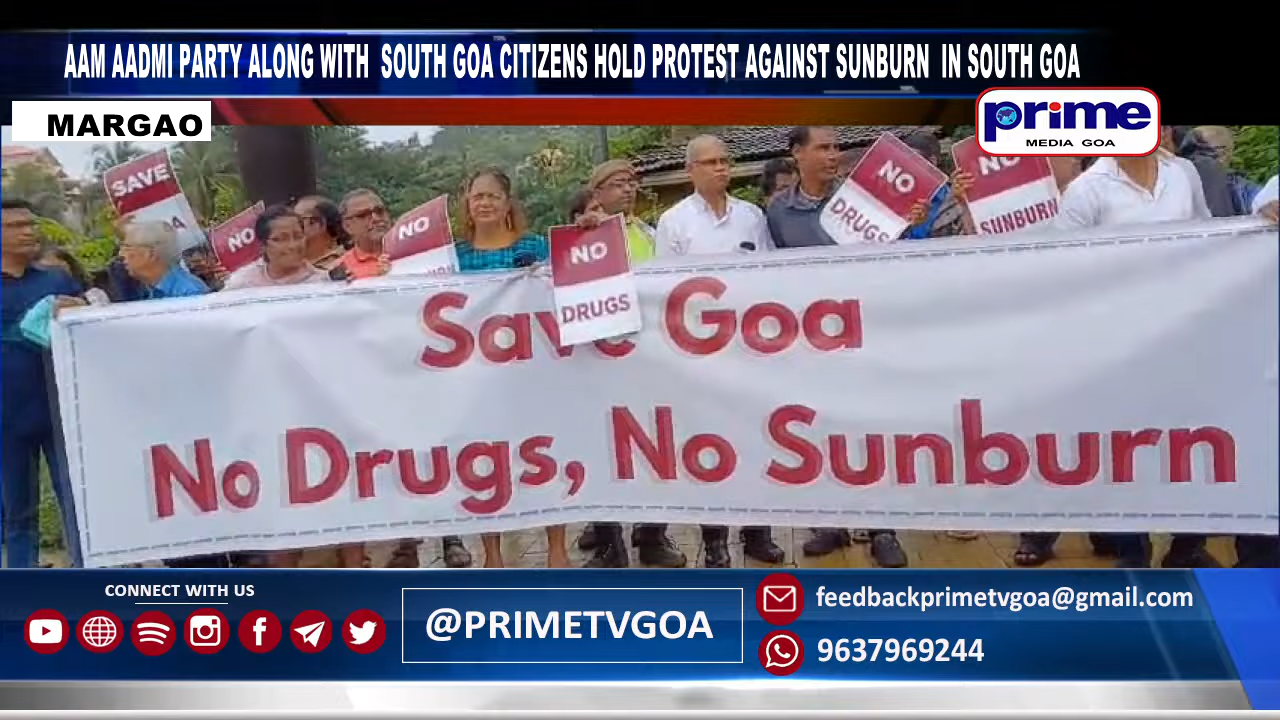 AAM AADMI PARTY ALONG WITH SOUTH GOA CITIZENS HOLD PROTEST AGAINST SUNBURN IN SOUTH GOA
MARGAO
prime
MEDIA GOA
SAVE
NO
NO
NO
DRUGS
NO
DRUGS
NO
SUNBURN
Save Goa
No Drugs, No Sunburn
CONNECT WITH US
@PRIMETVGOA
feedbackprimetvgoa@gmail.com
9637969244